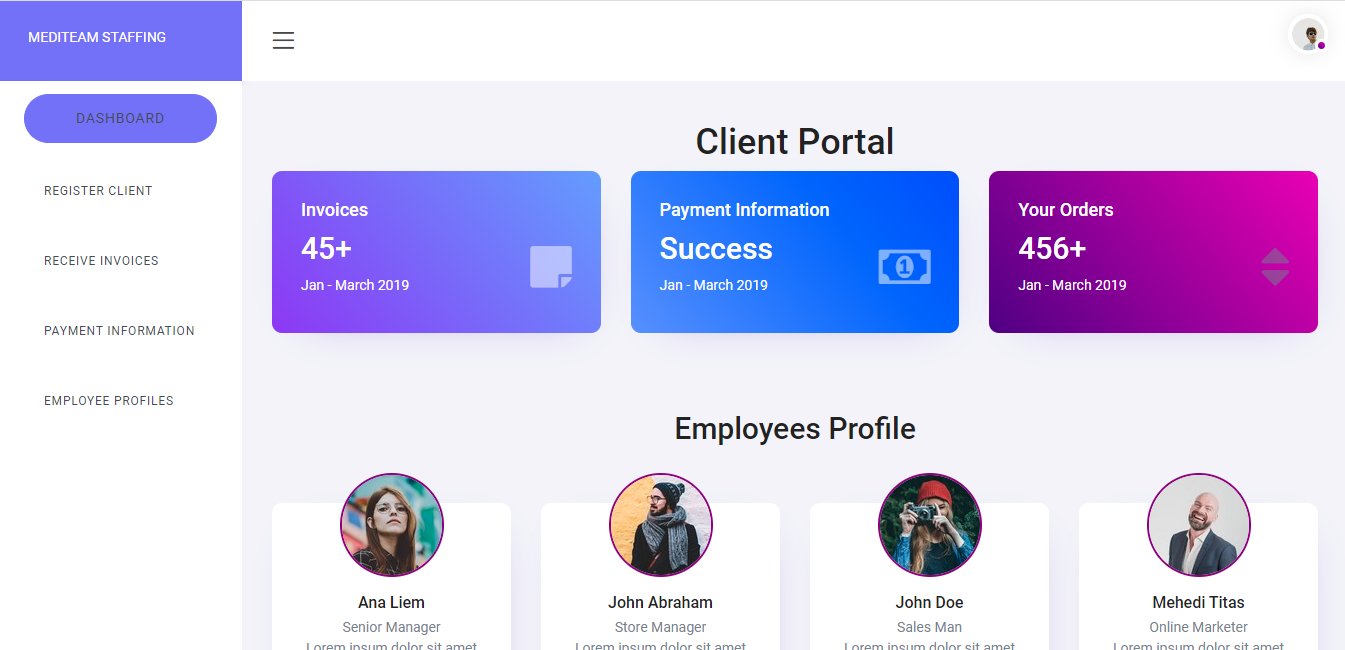 MEDITEAM STAFFING
DASHBOARD
REGISTER CLIENT
RECEIVE INVOICES
PAYMENT INFORMATION
EMPLOYEE PROFILES
Client Portal
Invoices
45+
Jan - March 2019
Payment Information
Success
Jan - March 2019
1
Your Orders
456+
Jan - March 2019
Employees Profile
Ana Liem
Senior Manager
Lorem ipsum dolor sit amet
John Abraham
Store Manager
Lorem ipsum dolor sit amet
John Doe
Sales Man
Lorem ipsum dolor sit amet
Mehedi Titas
Online Marketer
Lorem ipsum dolor sit amet